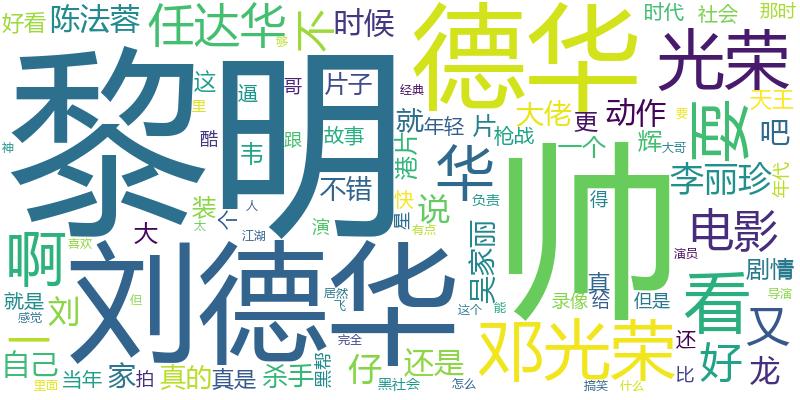 好看
陈法蓉
任达华
不
时候
德华
时代
社会
那时
够
光荣
里
这
逼
哥
片子
经典
天王
黎明
大佬
更
动作
耍
吧
神
酷
韦
跟
故事
就
年轻
片
枪战
一个
辉
要
大哥
港片
帅
不错
华
李丽珍
年代
装
个
人
快
星
说
负责
得
啊
大
太
演
有点
吴家丽
电影
喜欢
江湖
刘德华
真
演员
剧情
就是
刘
居然
飞
这个
能
录像
给
但是
看
导演
感觉
但
一
自己
完全
邓光荣
还
好
又
里面
当年
家
拍
真的
真是
杀手
黑帮
仔
还是
黑社会
怎么
搞笑
什么
比
龙